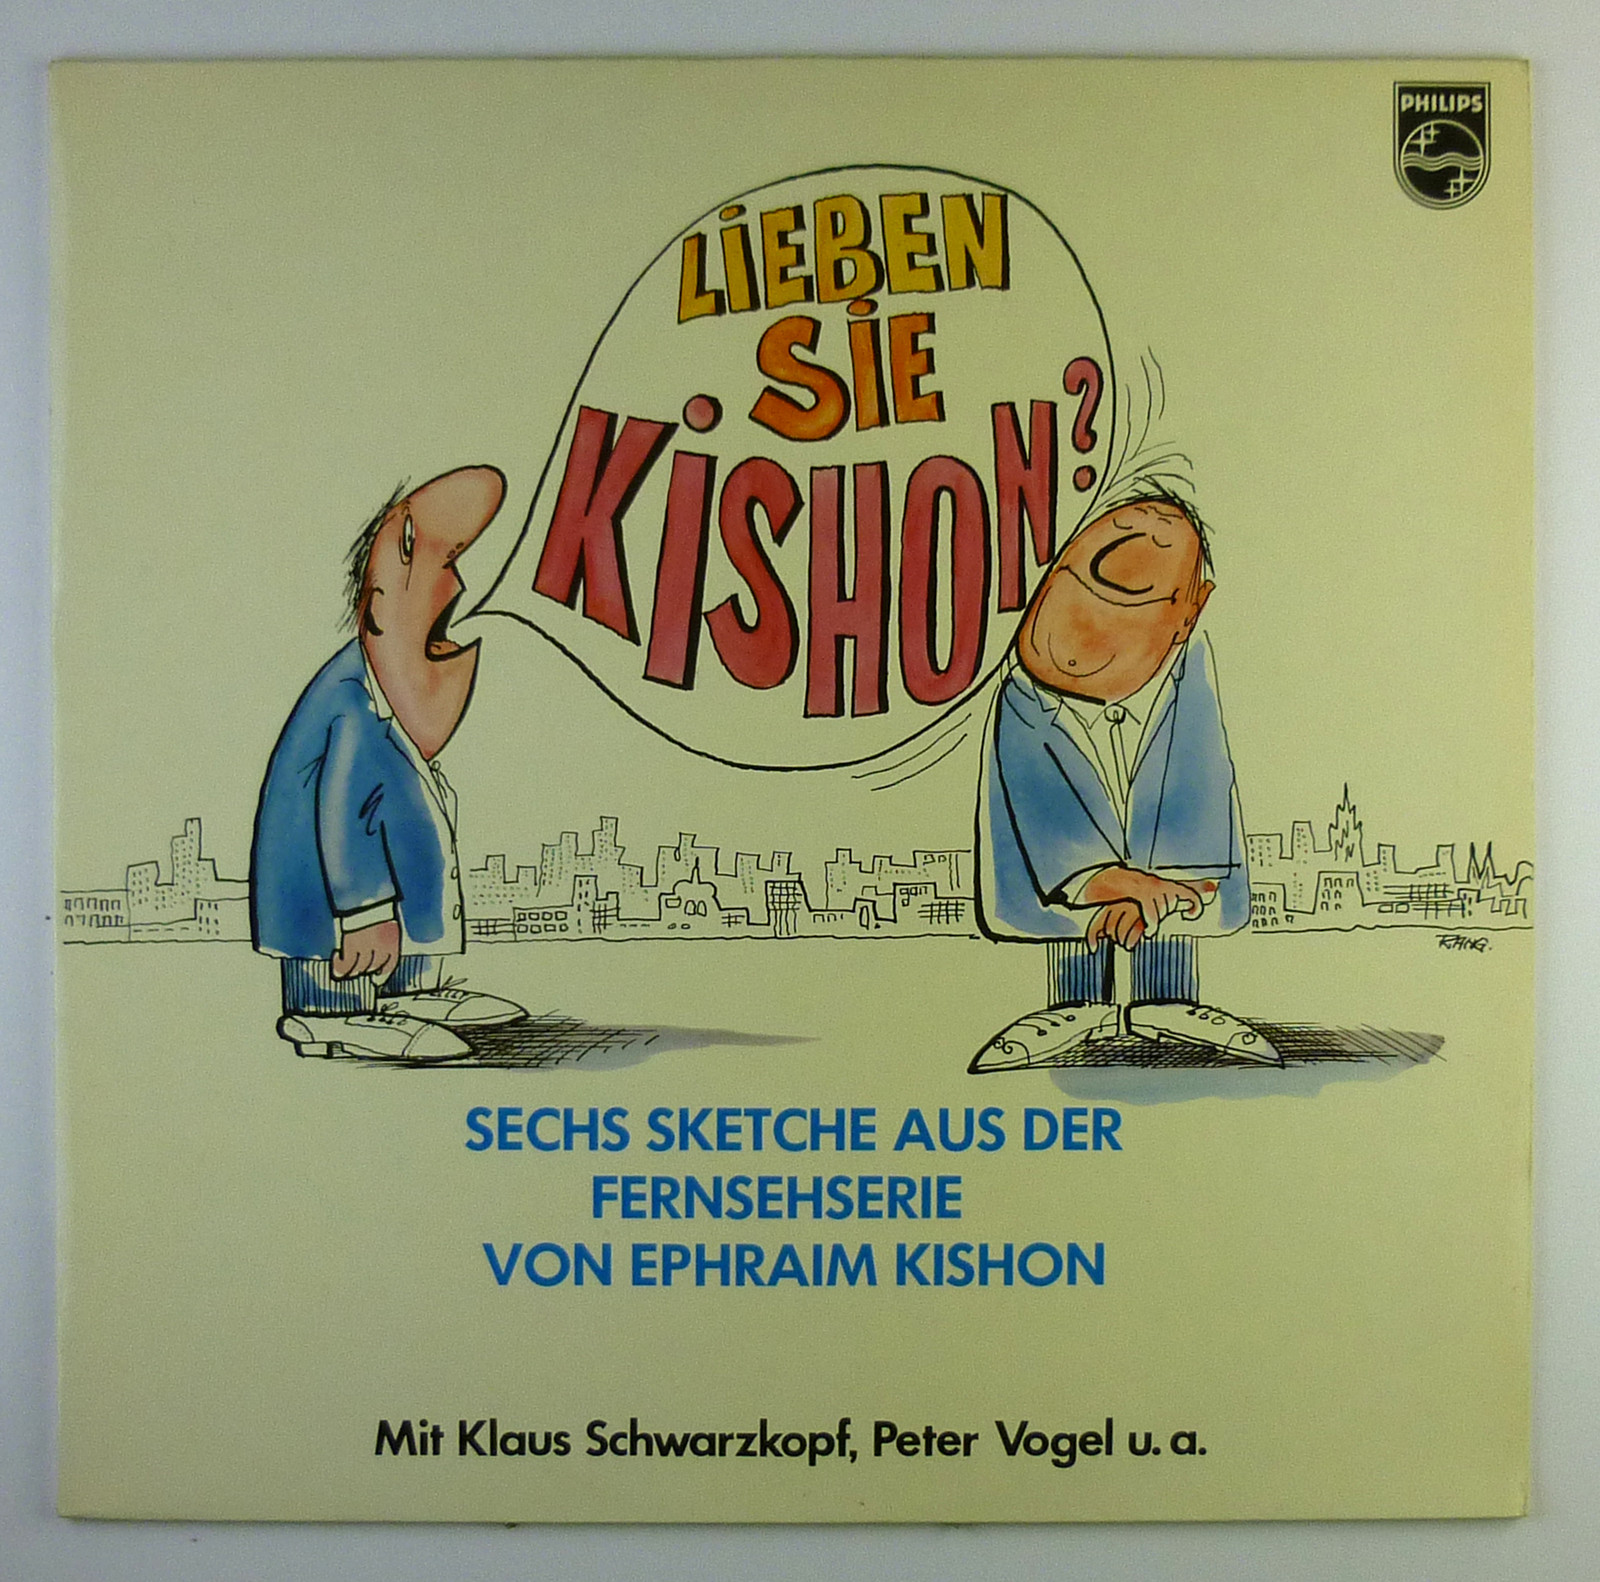 PHILIPS
LIEBEN
SIE
KISHON?
SECHS SKETCHE AUS DER
FERNSEHSERIE
VON EPHRAIM KISHON
Mit Klaus Schwarzkopf, Peter Vogel u. a.